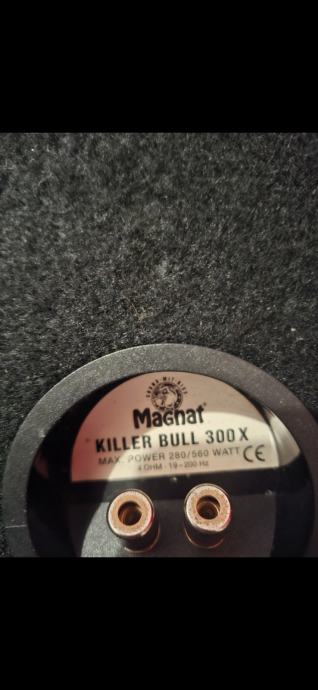 Magnat
KILLER BULL 300 X
MAX. POWER 280/560 WATT CE
4 OHM · 19 – 200 Hz